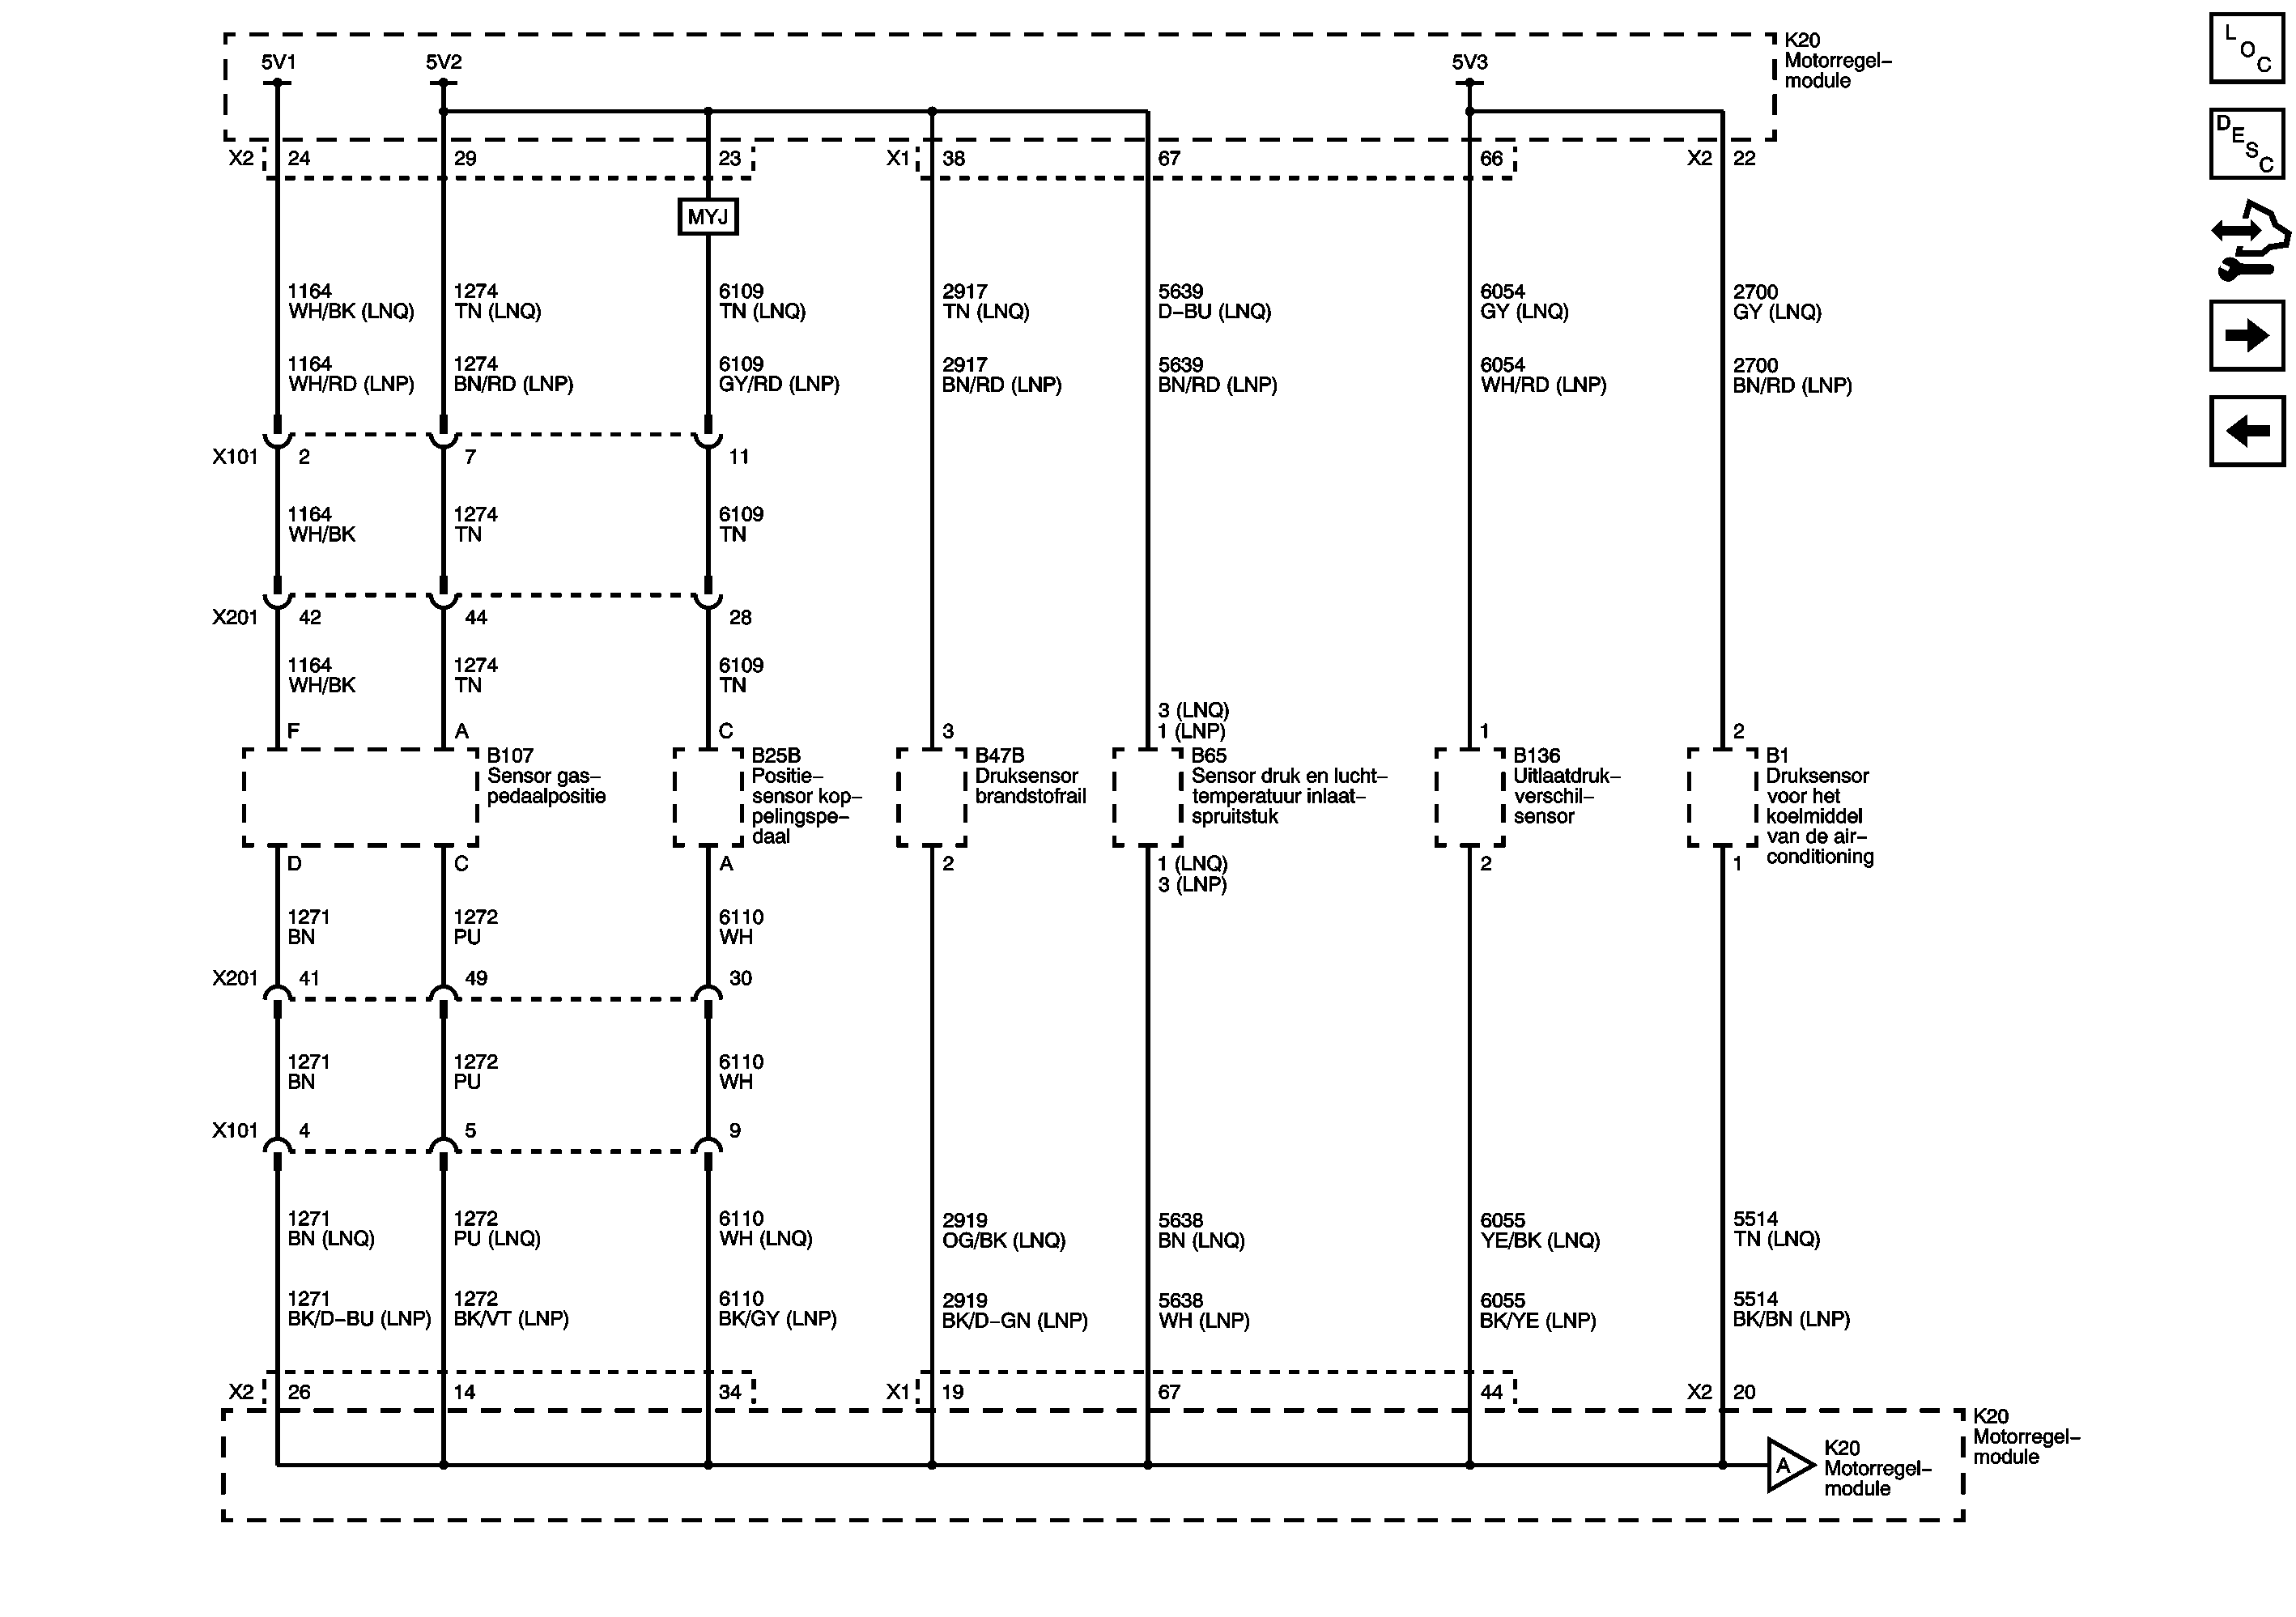 K20
Motorregel-
module
5V1
5V2
5V3
X2 24 29 23 X1 38 67 66 X2 22
MYJ
1164
WH/BK (LNQ)
1274
TN (LNQ)
6109
TN (LNQ)
2917
TN (LNQ)
5639
D-BU (LNQ)
6054
GY (LNQ)
2700
GY (LNQ)
1164
WH/RD (LNP)
1274
BN/RD (LNP)
6109
GY/RD (LNP)
2917
BN/RD (LNP)
5639
BN/RD (LNP)
6054
WH/RD (LNP)
2700
BN/RD (LNP)
X101 2 7 11
1164
WH/BK
1274
TN
6109
TN
X201 42 44 28
1164
WH/BK
1274
TN
6109
TN
3 (LNQ)
F A C 3 1 (LNP) 1 2
B107
Sensor gas-
pedaalpositie
B25B
Positie-
sensor kop-
pelingspe-
daal
B47B
Druksensor
brandstofrail
B65
Sensor druk en lucht-
temperatuur inlaat-
spruitstuk
B136
Uitlaatdruk-
verschil-
sensor
B1
Druksensor
voor het
koelmiddel
van de air-
conditioning
D C A 2 1 (LNQ) 2 1
3 (LNP)
1271
BN
1272
PU
6110
WH
X201 41 49 30
1271
BN
1272
PU
6110
WH
X101 4 5 9
1271
BN (LNQ)
1272
PU (LNQ)
6110
WH (LNQ)
2919
OG/BK (LNQ)
5638
BN (LNQ)
6055
YE/BK (LNQ)
5514
TN (LNQ)
1271
BK/D-BU (LNP)
1272
BK/VT (LNP)
6110
BK/GY (LNP)
2919
BK/D-GN (LNP)
5638
WH (LNP)
6055
BK/YE (LNP)
5514
BK/BN (LNP)
X2 26 14 34 X1 19 67 44 X2 20
K20
Motorregel-
module
A
K20
Motorregel-
module
LOC
DESC